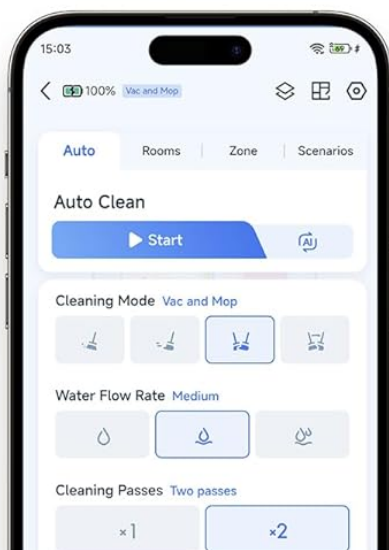 15:03
100% Vac and Mop
Auto Rooms Zone Scenarios
Auto Clean
Start AI
Cleaning Mode Vac and Mop
Water Flow Rate Medium
Cleaning Passes Two passes
×1 ×2